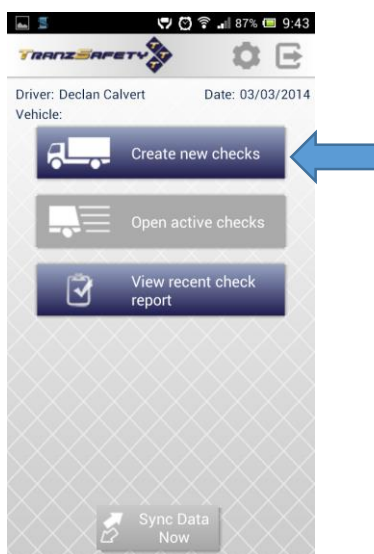 87% 9:43
TRANZSAFETY
Driver: Declan Calvert Date: 03/03/2014
Vehicle:
Create new checks
Open active checks
View recent check
report
Sync Data
Now